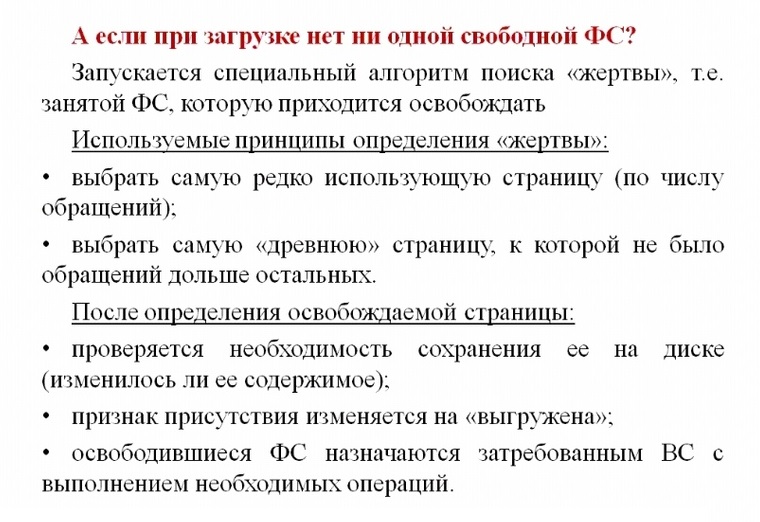 А если при загрузке нет ни одной свободной ФС?
Запускается специальный алгоритм поиска «жертвы», т.е.
занятой ФС, которую приходится освобождать
Используемые принципы определения «жертвы»:
• выбрать самую редко использующую страницу (по числу
обращений);
• выбрать самую «древнюю» страницу, к которой не было
обращений дольше остальных.
После определения освобождаемой страницы:
• проверяется необходимость сохранения ее на диске
(изменилось ли ее содержимое);
• признак присутствия изменяется на «выгружена»;
• освободившиеся ФС назначаются затребованным ВС с
выполнением необходимых операций.